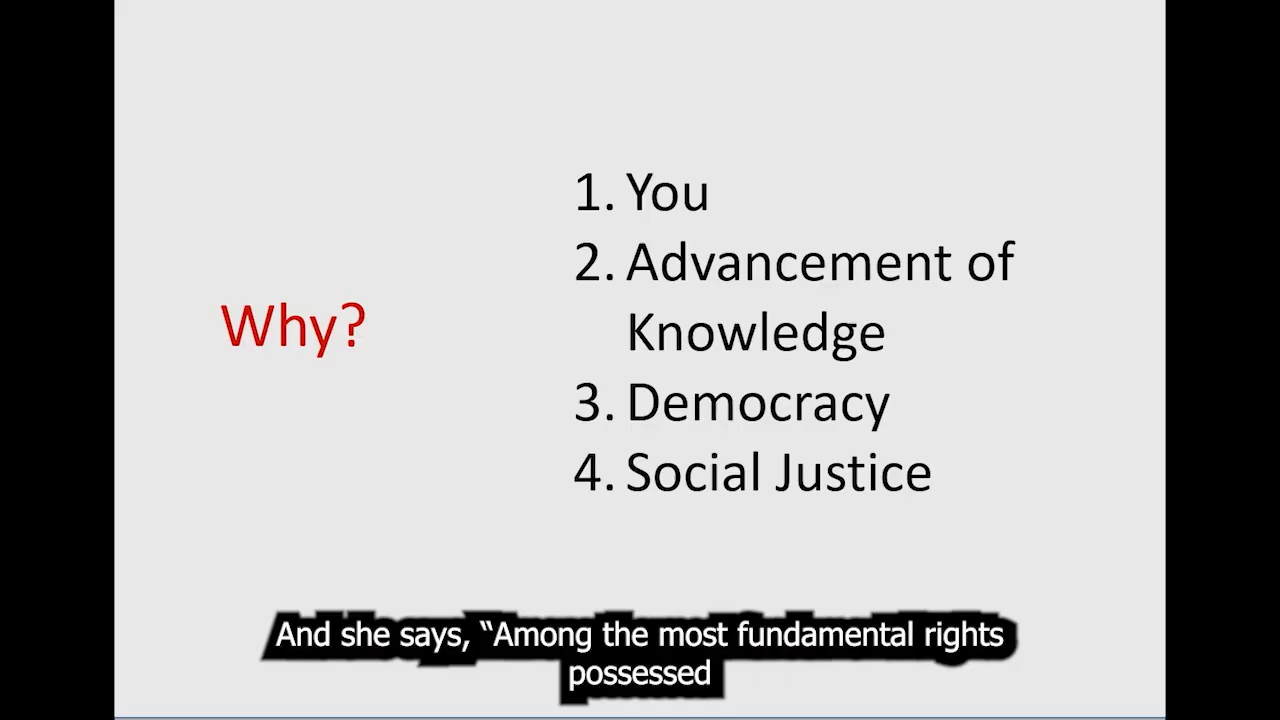 Why?
1. You
2. Advancement of
Knowledge
3. Democracy
4. Social Justice
And she says, “Among the most fundamental rights
possessed